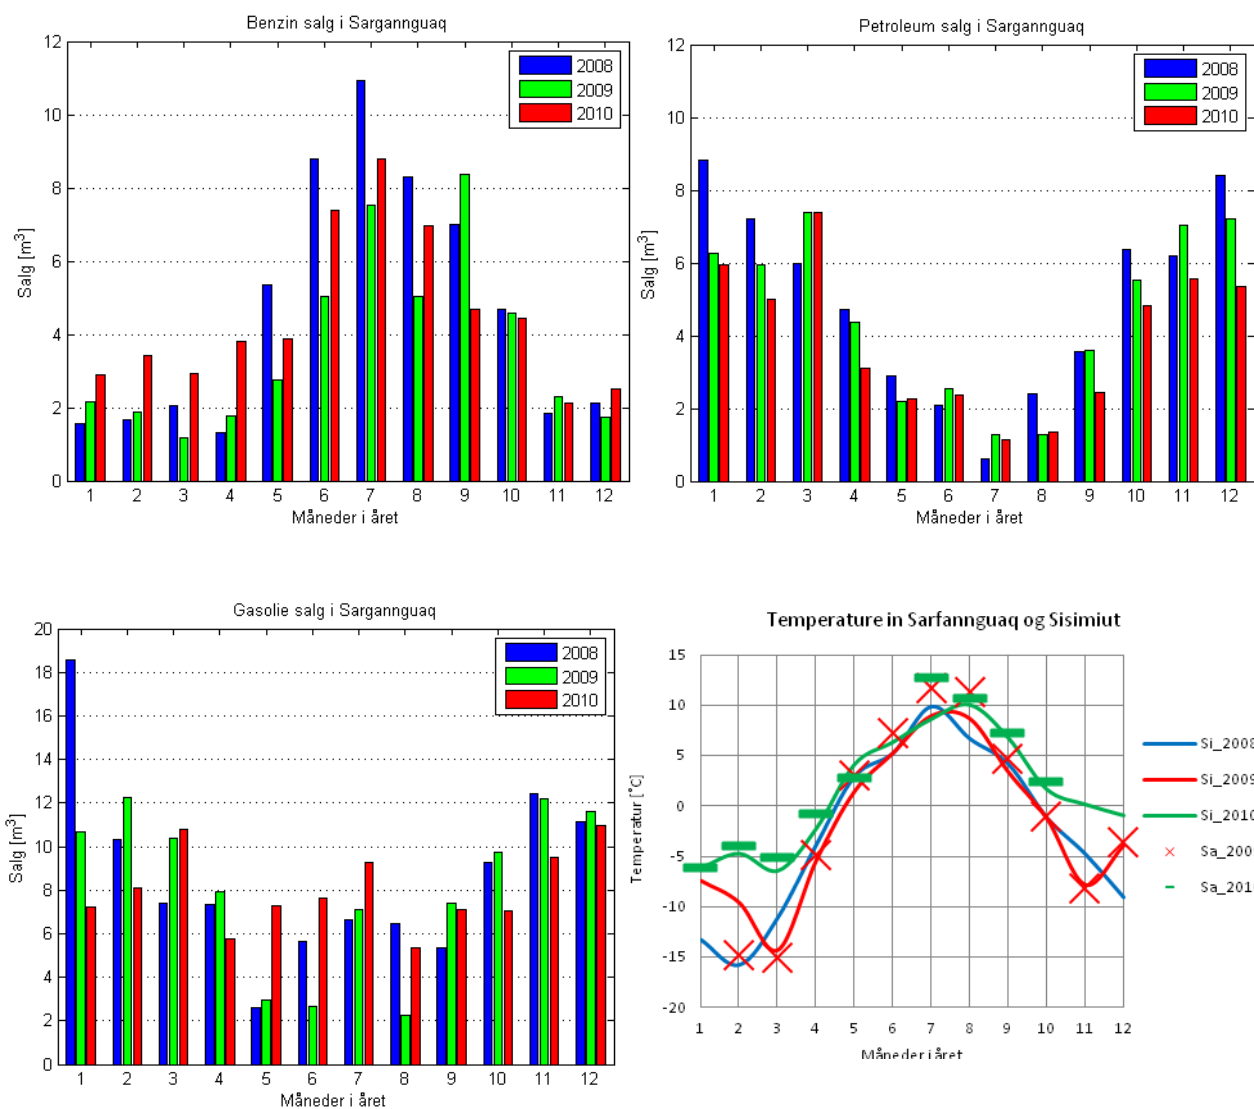 Benzin salg i Sargannguaq
12
10
8
6
4
2
0
Salg [m³]
2008
2009
2010
1 2 3 4 5 6 7 8 9 10 11 12
Måneder i året
Petroleum salg i Sargannguaq
12
10
8
6
4
2
0
Salg [m³]
2008
2009
2010
1 2 3 4 5 6 7 8 9 10 11 12
Måneder i året
Gasolie salg i Sargannguaq
20
18
16
14
12
10
8
6
4
2
0
Salg [m³]
2008
2009
2010
1 2 3 4 5 6 7 8 9 10 11 12
Måneder i året
Temperature in Sarfannguaq og Sisimiut
15
10
5
0
-5
-10
-15
-20
Temperatur [°C]
Si_2008
Si_2009
Si_2010
Sa_200
Sa_2010
1 2 3 4 5 6 7 8 9 10 11 12
Måneder i året